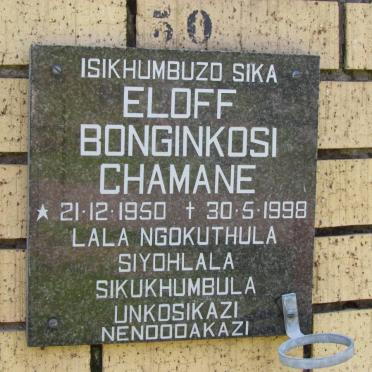 50
ISIKHUMBUZO SIKA
ELOFF
BONGINKOSI
CHAMANE
★ 21·12·1950 ✝ 30·5·1998
LALA NGOKUTHULA
SIYOHLALA
SIKUKHUMBULA
UNKOSIKAZI
NENDODAKAZI